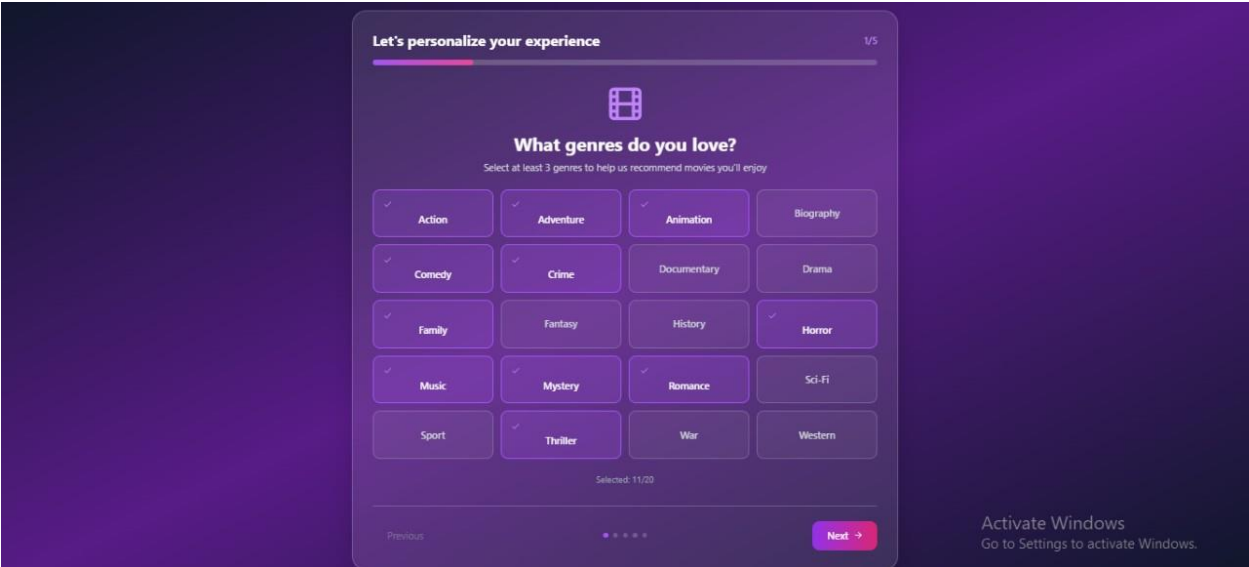 Let's personalize your experience 1/5
What genres do you love?
Select at least 3 genres to help us recommend movies you'll enjoy
Action Adventure Animation Biography
Comedy Crime Documentary Drama
Family Fantasy History Horror
Music Mystery Romance Sci-Fi
Sport Thriller War Western
Selected: 11/20
Previous Next →
Activate Windows
Go to Settings to activate Windows.